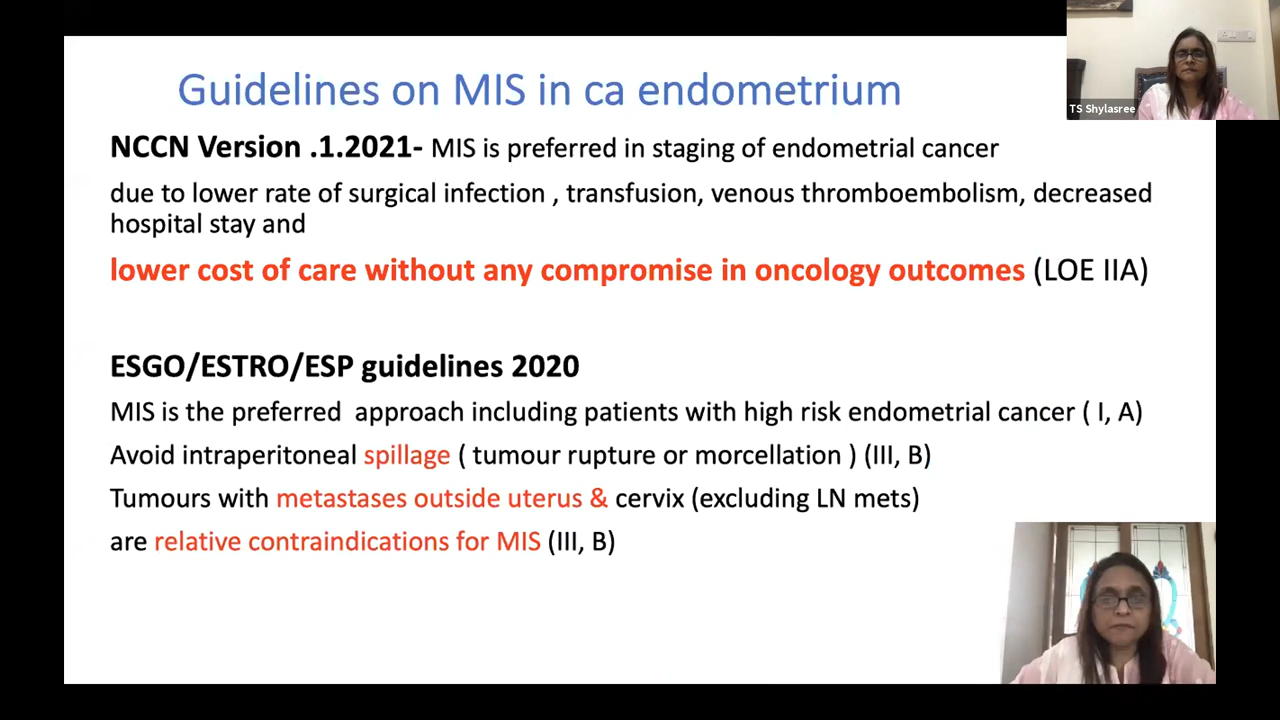 Guidelines on MIS in ca endometrium
TS Shylasree
NCCN Version .1.2021- MIS is preferred in staging of endometrial cancer
due to lower rate of surgical infection , transfusion, venous thromboembolism, decreased
hospital stay and
lower cost of care without any compromise in oncology outcomes (LOE IIA)
ESGO/ESTRO/ESP guidelines 2020
MIS is the preferred approach including patients with high risk endometrial cancer ( I, A)
Avoid intraperitoneal spillage ( tumour rupture or morcellation ) (III, B)
Tumours with metastases outside uterus & cervix (excluding LN mets)
are relative contraindications for MIS (III, B)